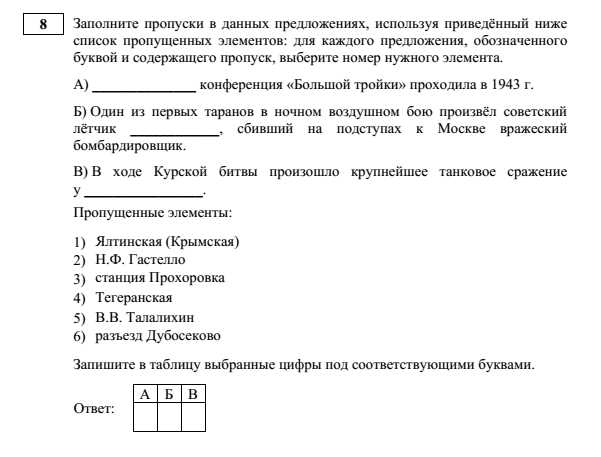 8 Заполните пропуски в данных предложениях, используя приведённый ниже
список пропущенных элементов: для каждого предложения, обозначенного
буквой и содержащего пропуск, выберите номер нужного элемента.
А) ______________ конференция «Большой тройки» проходила в 1943 г.
Б) Один из первых таранов в ночном воздушном бою произвёл советский
лётчик ____________, сбивший на подступах к Москве вражеский
бомбардировщик.
В) В ходе Курской битвы произошло крупнейшее танковое сражение
у ________________.
Пропущенные элементы:
1) Ялтинская (Крымская)
2) Н.Ф. Гастелло
3) станция Прохоровка
4) Тегеранская
5) В.В. Талалихин
6) разъезд Дубосеково
Запишите в таблицу выбранные цифры под соответствующими буквами.
А Б В
Ответ: